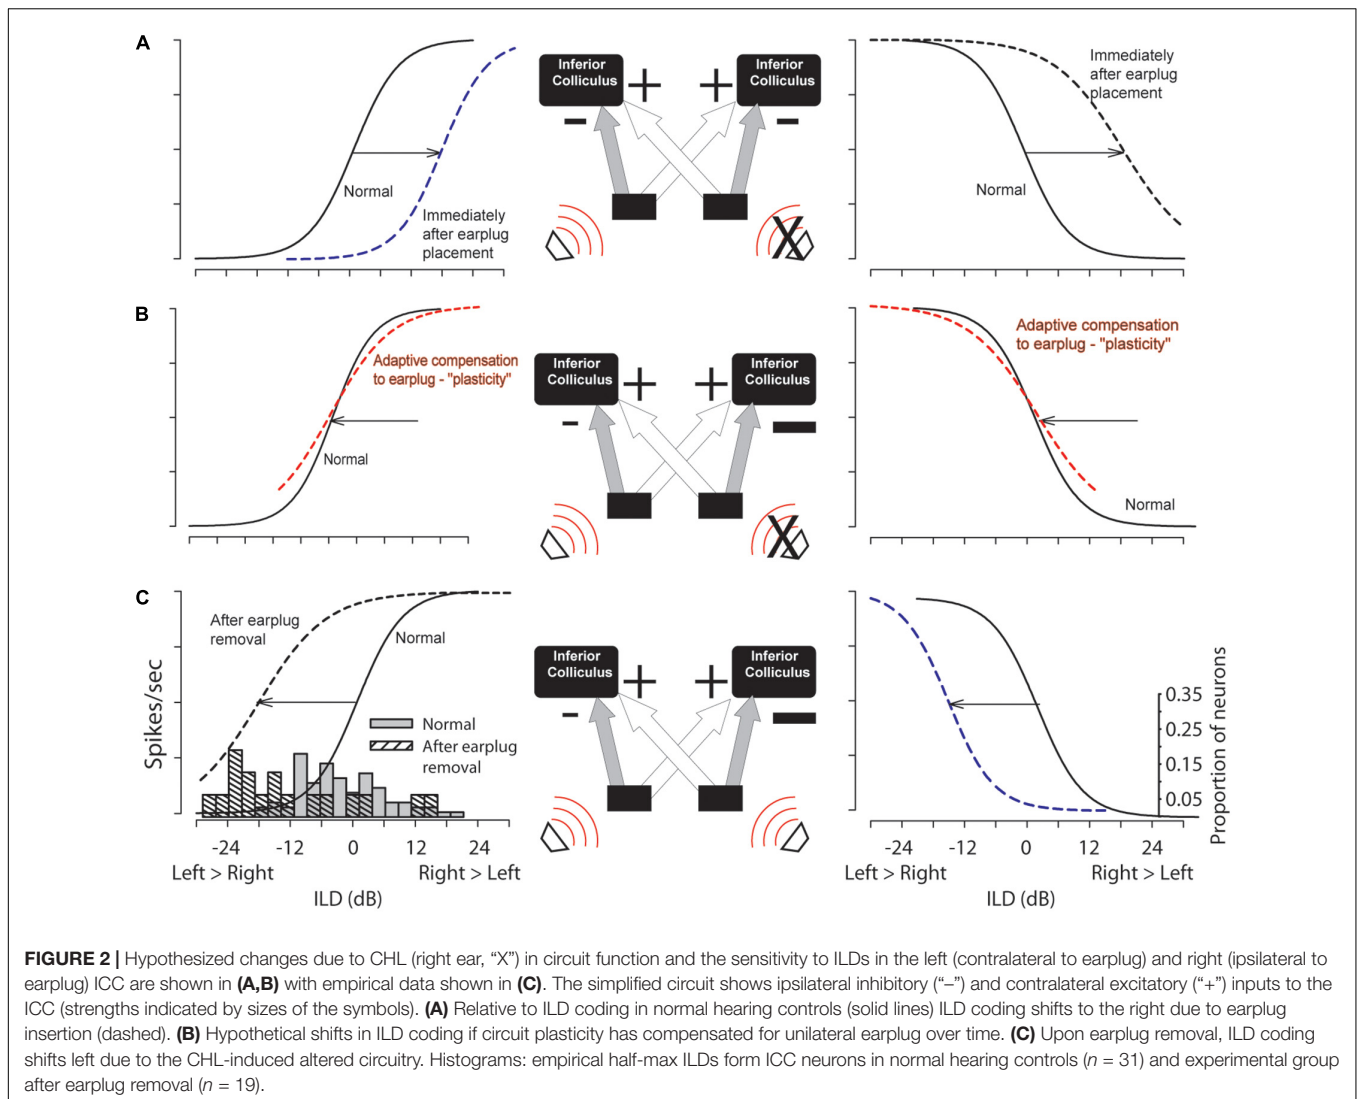 A
Normal
Immediately
after earplug
placement
Inferior
Colliculus
+
–
Inferior
Colliculus
+
–
X
Immediately
after earplug
placement
Normal
B
Adaptive compensation
to earplug - "plasticity"
Normal
Inferior
Colliculus
+
–
Inferior
Colliculus
+
–
X
Adaptive compensation
to earplug - "plasticity"
Normal
C
After earplug
removal
Normal
Spikes/sec
Normal
After earplug
removal
-24 -12 0 12 24
Left > Right Right > Left
ILD (dB)
Inferior
Colliculus
+
–
Inferior
Colliculus
+
–
0.35
0.25
0.15
0.05
Proportion of neurons
-24 -12 0 12 24
Left > Right Right > Left
ILD (dB)
FIGURE 2 | Hypothesized changes due to CHL (right ear, “X”) in circuit function and the sensitivity to ILDs in the left (contralateral to earplug) and right (ipsilateral to
earplug) ICC are shown in (A,B) with empirical data shown in (C). The simplified circuit shows ipsilateral inhibitory (“–”) and contralateral excitatory (“+”) inputs to the
ICC (strengths indicated by sizes of the symbols). (A) Relative to ILD coding in normal hearing controls (solid lines) ILD coding shifts to the right due to earplug
insertion (dashed). (B) Hypothetical shifts in ILD coding if circuit plasticity has compensated for unilateral earplug over time. (C) Upon earplug removal, ILD coding
shifts left due to the CHL-induced altered circuitry. Histograms: empirical half-max ILDs form ICC neurons in normal hearing controls (n = 31) and experimental group
after earplug removal (n = 19).